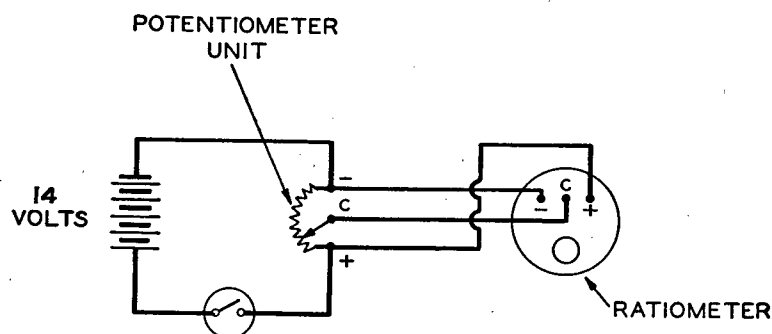 POTENTIOMETER
UNIT
14
VOLTS
-
C
+
-
C
+
RATIOMETER